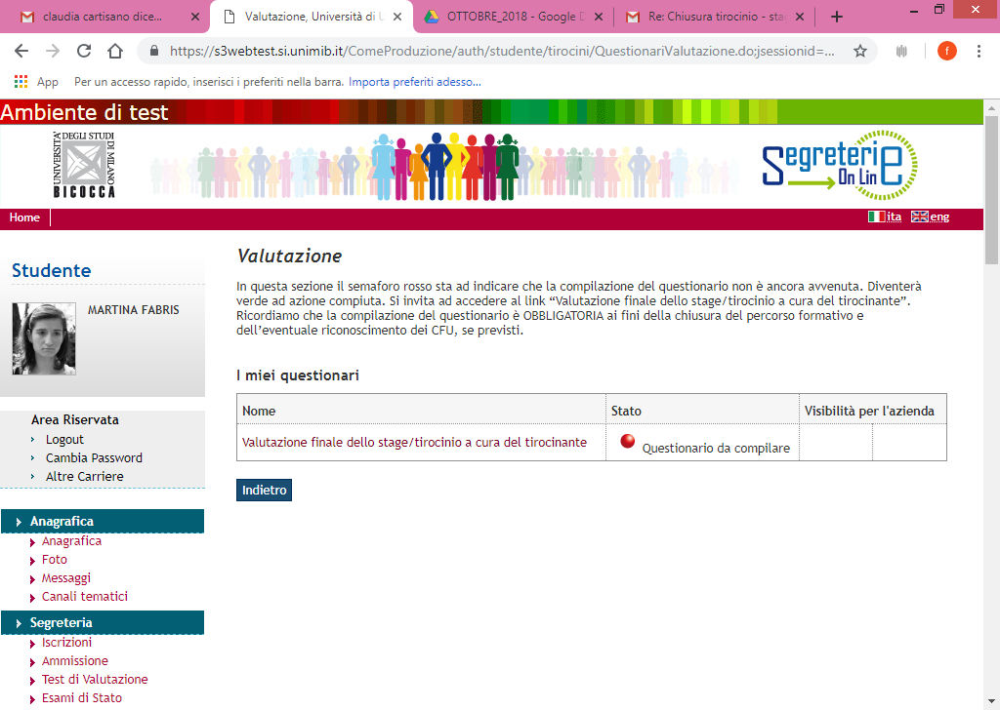 claudia cartisano dice...
Valutazione, Università di
OTTOBRE_2018 - Google
Re: Chiusura tirocinio - sta
https://s3webtest.si.unimib.it/ComeProduzione/auth/studente/tirocini/QuestionariValutazione.do;jsessionid=...
f
App
Per un accesso rapido, inserisci i preferiti nella barra.
Importa preferiti adesso...
Ambiente di test
UNIVERSITÀ DEGLI STUDI DI MILANO
BICOCCA
Segreterie
On Line
Home
ita
eng
Studente
MARTINA FABRIS
Area Riservata
Logout
Cambia Password
Altre Carriere
Anagrafica
Anagrafica
Foto
Messaggi
Canali tematici
Segreteria
Iscrizioni
Ammissione
Test di Valutazione
Esami di Stato
Valutazione
In questa sezione il semaforo rosso sta ad indicare che la compilazione del questionario non è ancora avvenuta. Diventerà
verde ad azione compiuta. Si invita ad accedere al link “Valutazione finale dello stage/tirocinio a cura del tirocinante”.
Ricordiamo che la compilazione del questionario è OBBLIGATORIA ai fini della chiusura del percorso formativo e
dell’eventuale riconoscimento dei CFU, se previsti.
I miei questionari
Nome
Stato
Visibilità per l'azienda
Valutazione finale dello stage/tirocinio a cura del tirocinante
Questionario da compilare
Indietro